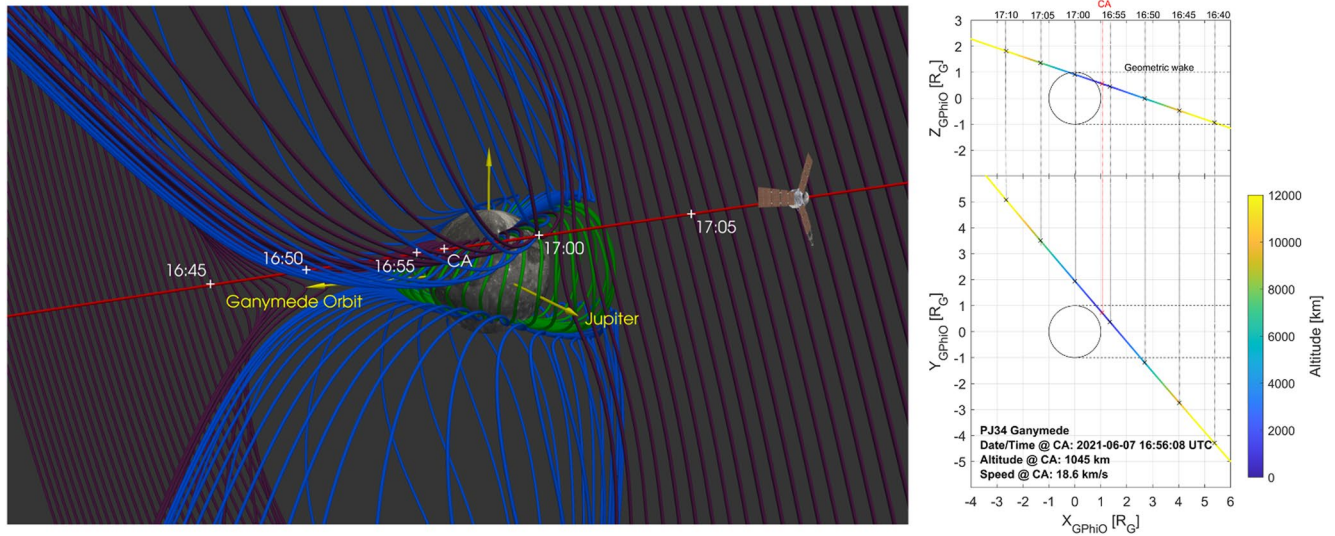 16:45
16:50
16:55
CA
17:00
17:05
Ganymede Orbit
Jupiter
CA
17:10 17:05 17:00 16:55 16:50 16:45 16:40
3
2
1
0
-1
-2
Z_GPhiO [R_G]
Geometric wake
5
4
3
2
1
0
-1
-2
-3
-4
-5
Y_GPhiO [R_G]
PJ34 Ganymede
Date/Time @ CA: 2021-06-07 16:56:08 UTC
Altitude @ CA: 1045 km
Speed @ CA: 18.6 km/s
-4 -3 -2 -1 0 1 2 3 4 5 6
X_GPhiO [R_G]
12000
10000
8000
6000
4000
2000
0
Altitude [km]